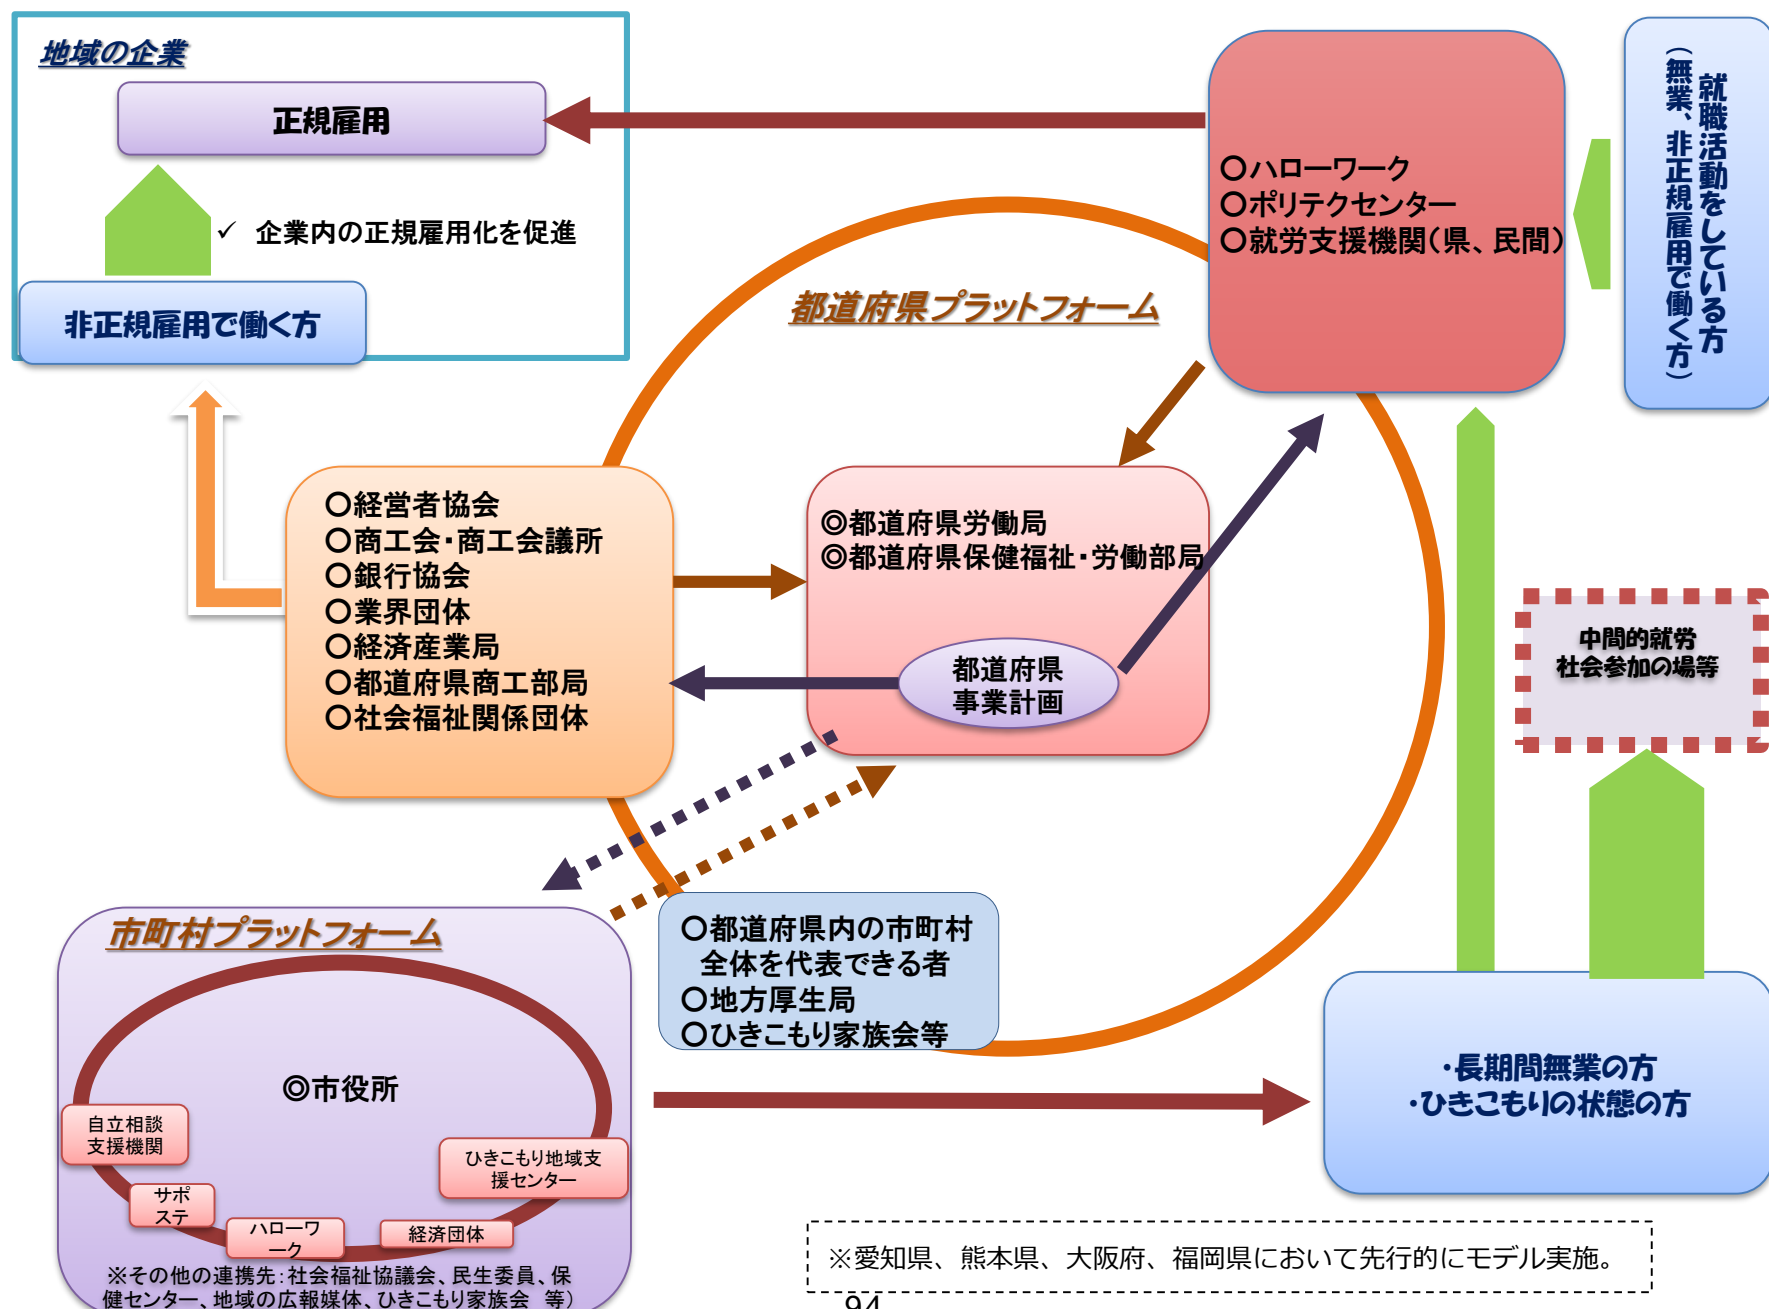 地域の企業
正規雇用
✓ 企業内の正規雇用化を促進
非正規雇用で働く方
都道府県プラットフォーム
○ハローワーク
○ポリテクセンター
○就労支援機関(県、民間)
就職活動をしている方
(無業、非正規雇用で働く方)
○経営者協会
○商工会・商工会議所
○銀行協会
○業界団体
○経済産業局
○都道府県商工部局
○社会福祉関係団体
◎都道府県労働局
◎都道府県保健福祉・労働部局
都道府県
事業計画
中間的就労
社会参加の場等
○都道府県内の市町村
全体を代表できる者
○地方厚生局
○ひきこもり家族会等
市町村プラットフォーム
◎市役所
自立相談
支援機関
サポ
ステ
ハローワ
ーク
経済団体
ひきこもり地域支
援センター
※その他の連携先:社会福祉協議会、民生委員、保
健センター、地域の広報媒体、ひきこもり家族会 等)
・長期間無業の方
・ひきこもりの状態の方
※愛知県、熊本県、大阪府、福岡県において先行的にモデル実施。
94